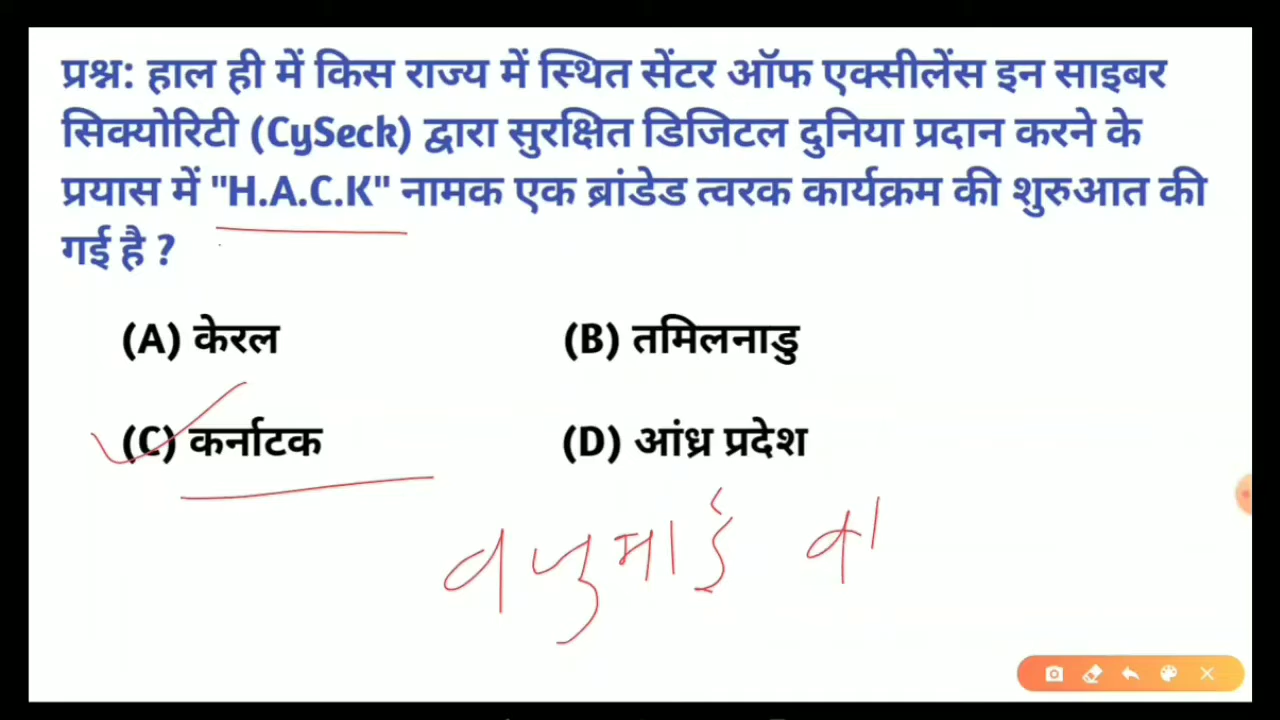 प्रश्न: हाल ही में किस राज्य में स्थित सेंटर ऑफ एक्सीलेंस इन साइबर
सिक्योरिटी (CySeck) द्वारा सुरक्षित डिजिटल दुनिया प्रदान करने के
प्रयास में "H.A.C.K" नामक एक ब्रांडेड त्वरक कार्यक्रम की शुरुआत की
गई है ?
(A) केरल
(B) तमिलनाडु
(C) कर्नाटक
(D) आंध्र प्रदेश